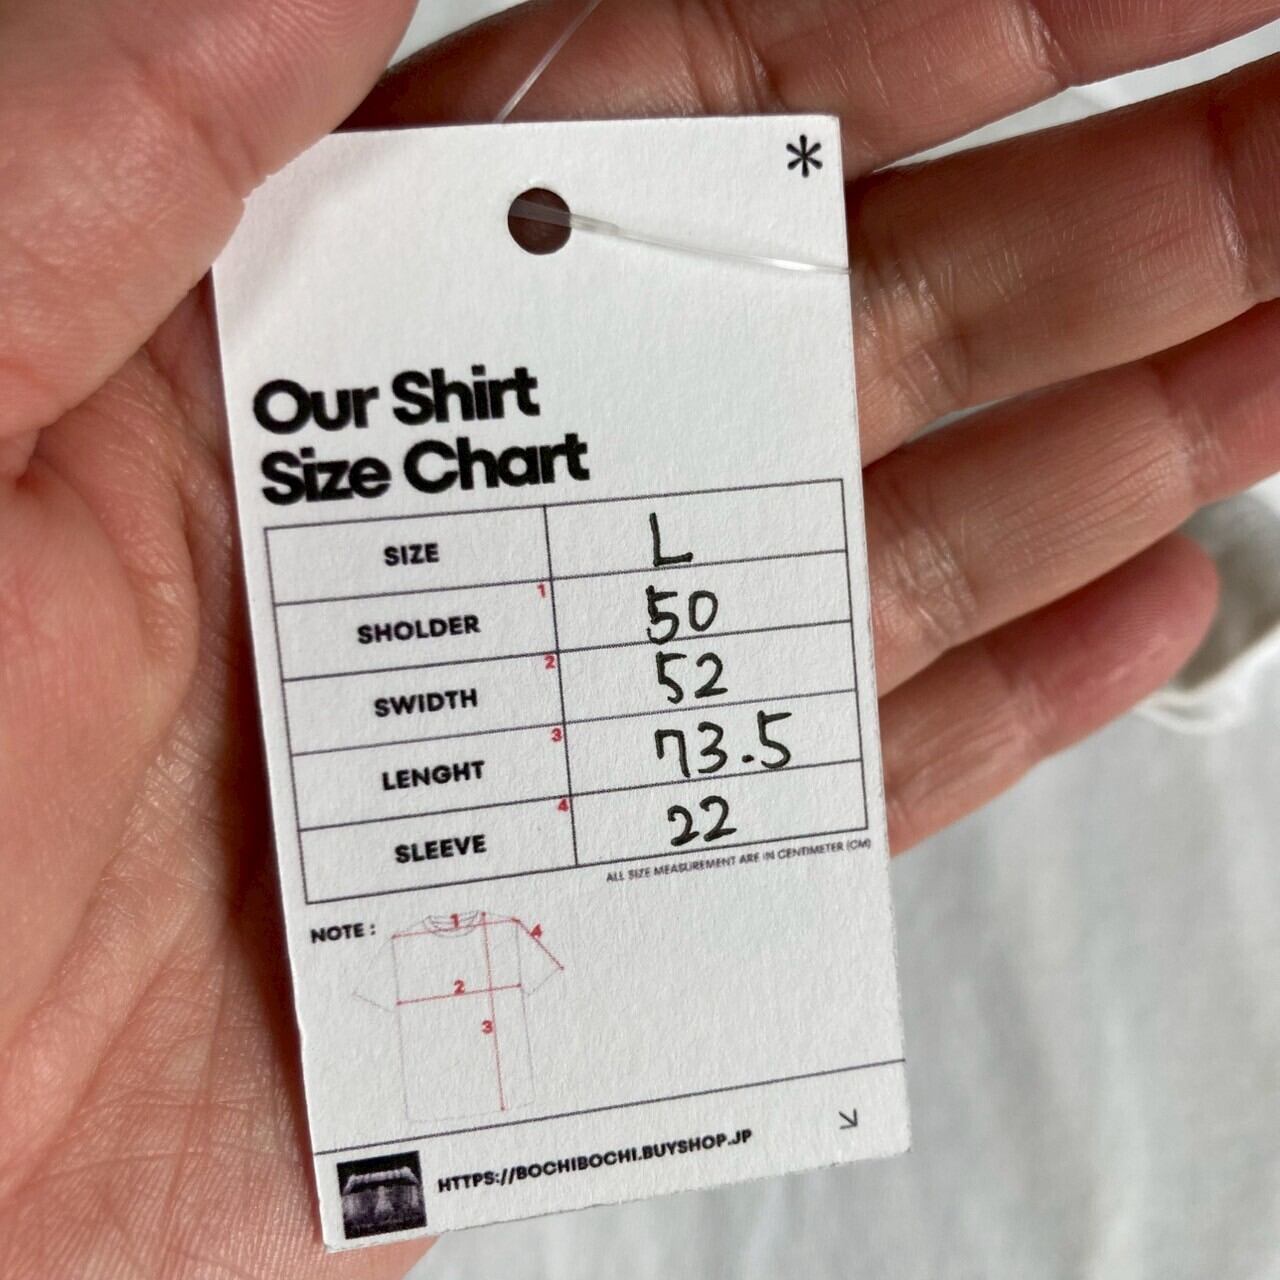 *
Our Shirt
Size Chart
SIZE L
SHOLDER 1 50
SWIDTH 2 52
LENGHT 3 73.5
SLEEVE 4 22
ALL SIZE MEASUREMENT ARE IN CENTIMETER (CM)
NOTE :
1
4
2
3
HTTPS://BOCHIBOCHI.BUYSHOP.JP